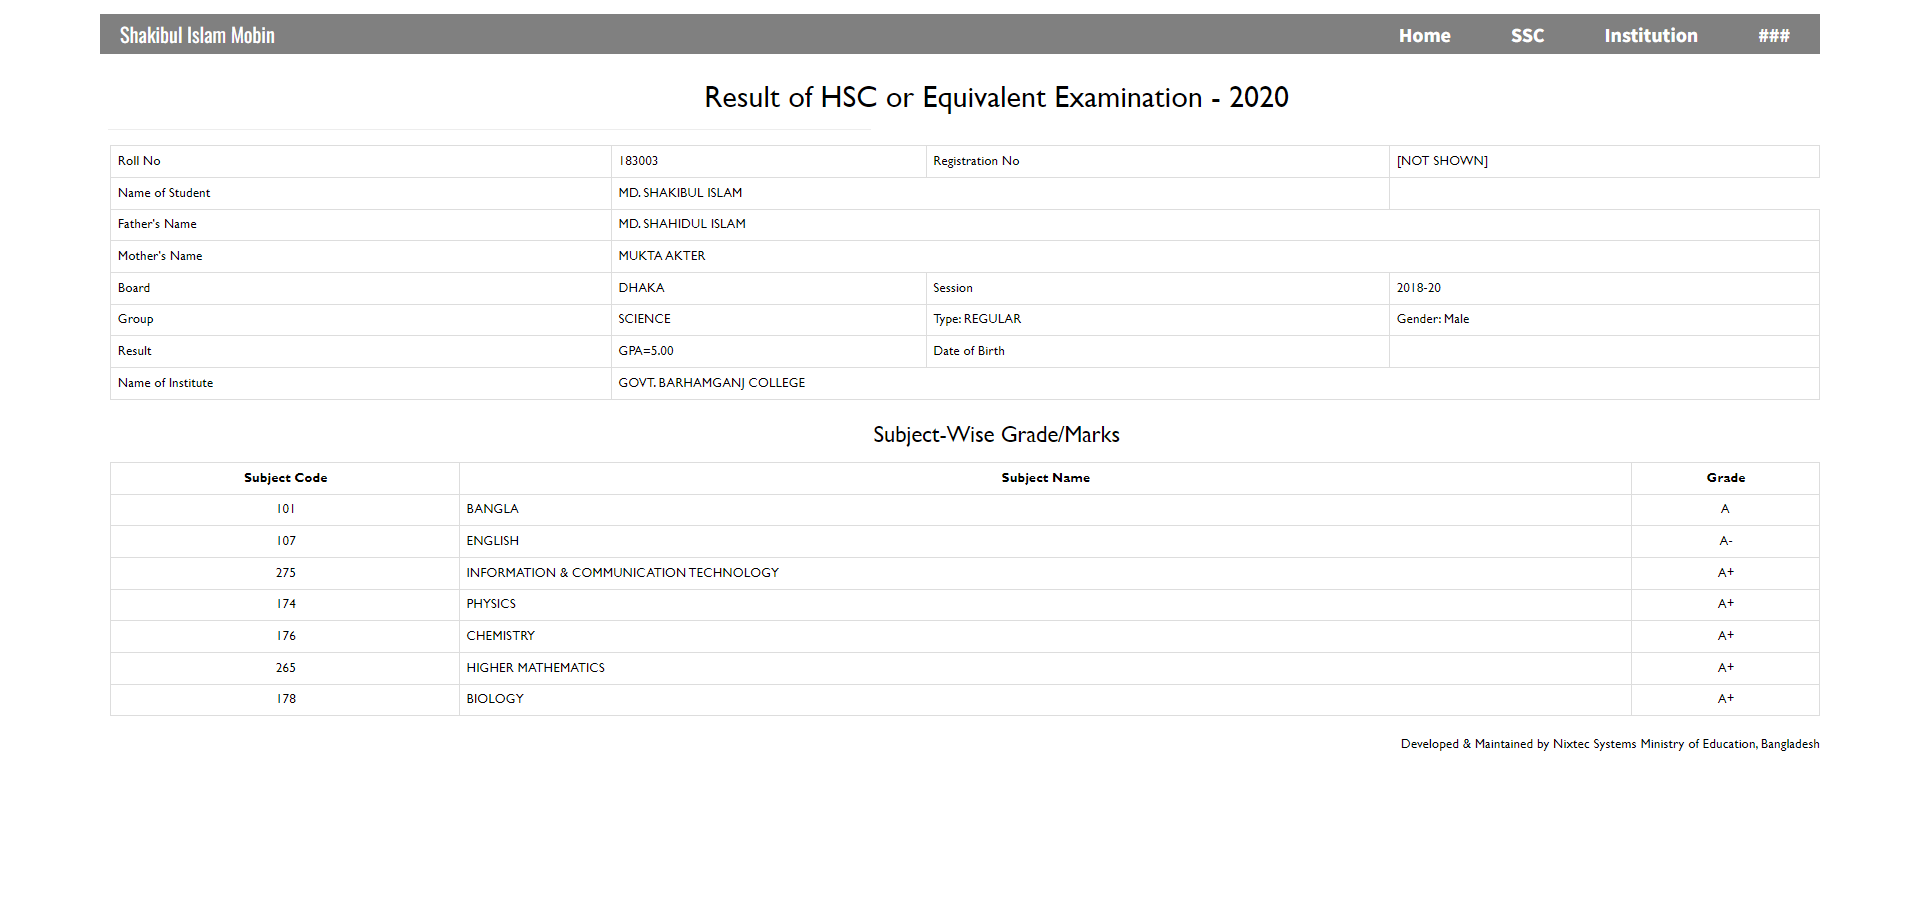 Shakibul Islam Mobin Home SSC Institution ###
Result of HSC or Equivalent Examination - 2020
Roll No 183003 Registration No [NOT SHOWN]
Name of Student MD. SHAKIBUL ISLAM
Father's Name MD. SHAHIDUL ISLAM
Mother's Name MUKTA AKTER
Board DHAKA Session 2018-20
Group SCIENCE Type: REGULAR Gender: Male
Result GPA=5.00 Date of Birth
Name of Institute GOVT. BARHAMGANJ COLLEGE
Subject-Wise Grade/Marks
Subject Code Subject Name Grade
101 BANGLA A
107 ENGLISH A-
275 INFORMATION & COMMUNICATION TECHNOLOGY A+
174 PHYSICS A+
176 CHEMISTRY A+
265 HIGHER MATHEMATICS A+
178 BIOLOGY A+
Developed & Maintained by Nixtec Systems Ministry of Education, Bangladesh